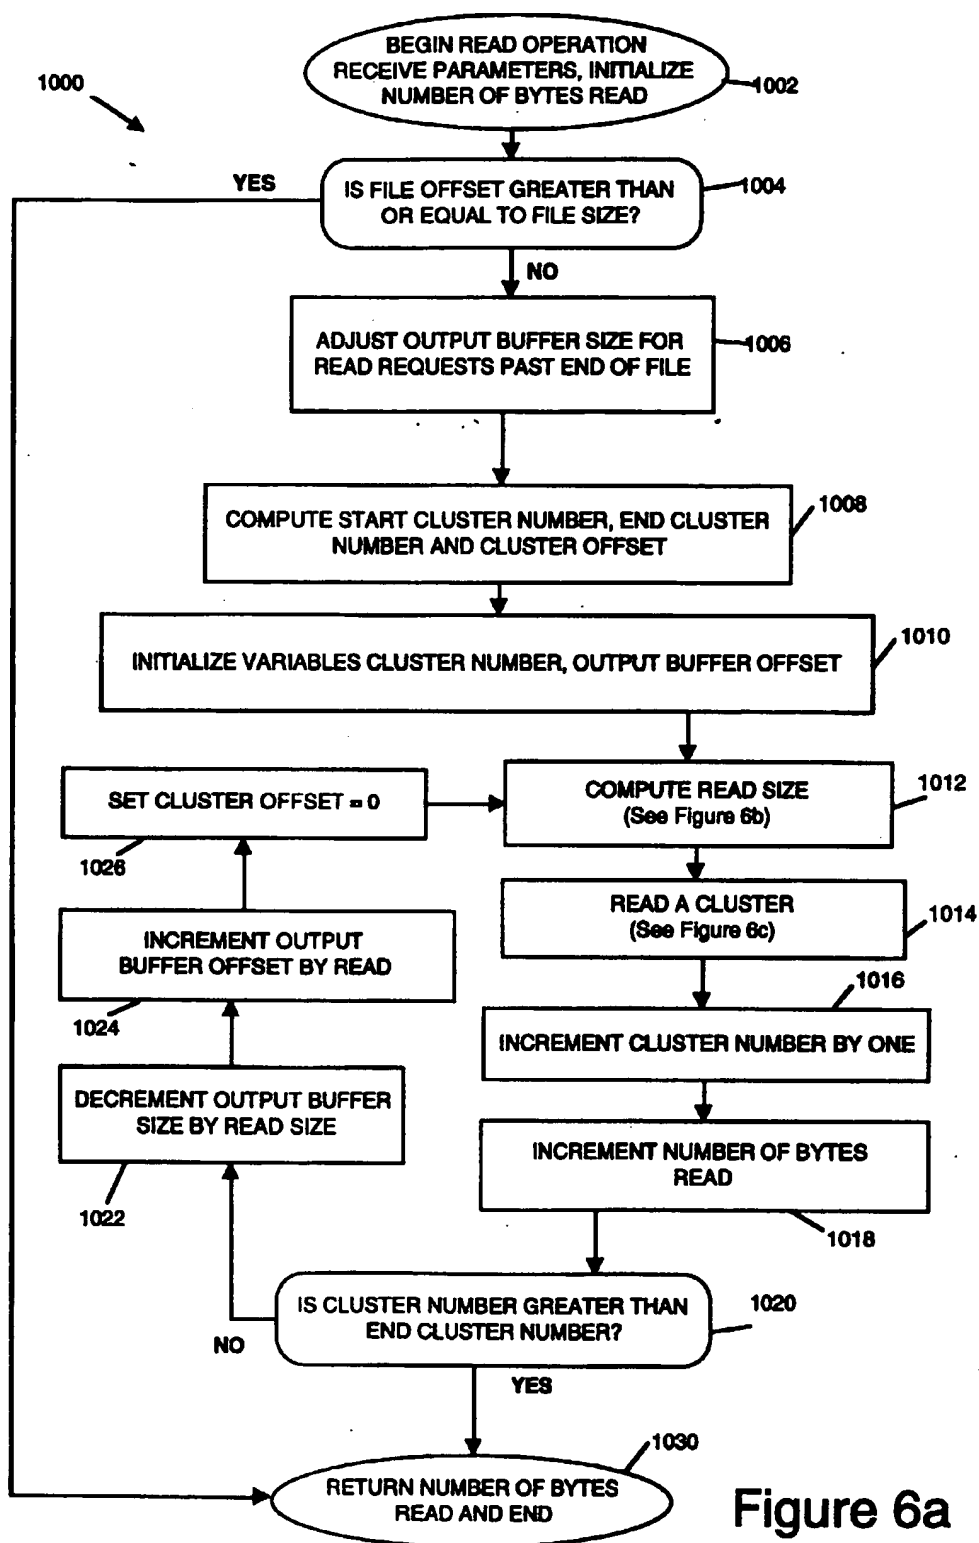 BEGIN READ OPERATION
RECEIVE PARAMETERS, INITIALIZE
NUMBER OF BYTES READ
1002
1000
YES
IS FILE OFFSET GREATER THAN
OR EQUAL TO FILE SIZE?
1004
NO
ADJUST OUTPUT BUFFER SIZE FOR
READ REQUESTS PAST END OF FILE
1006
COMPUTE START CLUSTER NUMBER, END CLUSTER
NUMBER AND CLUSTER OFFSET
1008
INITIALIZE VARIABLES CLUSTER NUMBER, OUTPUT BUFFER OFFSET
1010
SET CLUSTER OFFSET = 0
1026
COMPUTE READ SIZE
(See Figure 6b)
1012
READ A CLUSTER
(See Figure 6c)
1014
INCREMENT OUTPUT
BUFFER OFFSET BY READ
1024
1016
INCREMENT CLUSTER NUMBER BY ONE
DECREMENT OUTPUT BUFFER
SIZE BY READ SIZE
1022
INCREMENT NUMBER OF BYTES
READ
1018
IS CLUSTER NUMBER GREATER THAN
END CLUSTER NUMBER?
1020
NO
YES
1030
RETURN NUMBER OF BYTES
READ AND END
Figure 6a